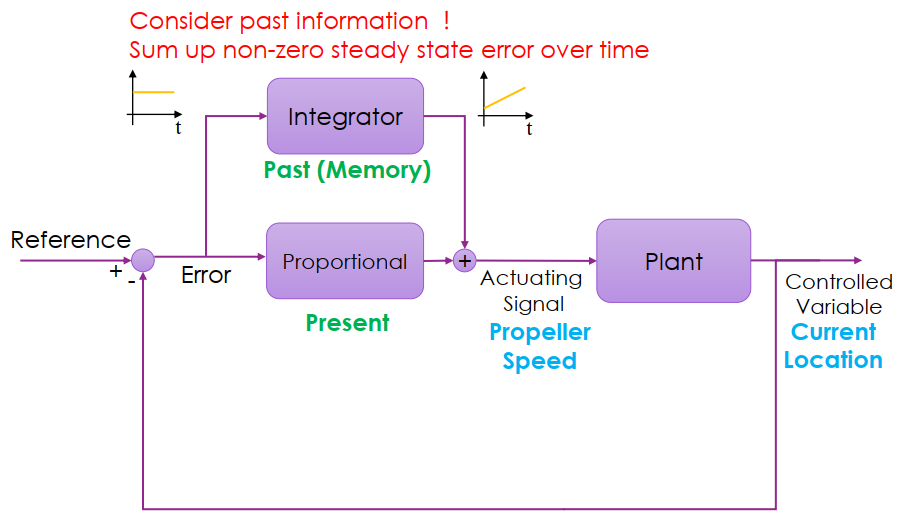 Consider past information !
Sum up non-zero steady state error over time
t
t
Integrator
Past (Memory)
Reference
+
-
Error
Proportional
Present
+
Actuating
Signal
Propeller
Speed
Plant
Controlled
Variable
Current
Location